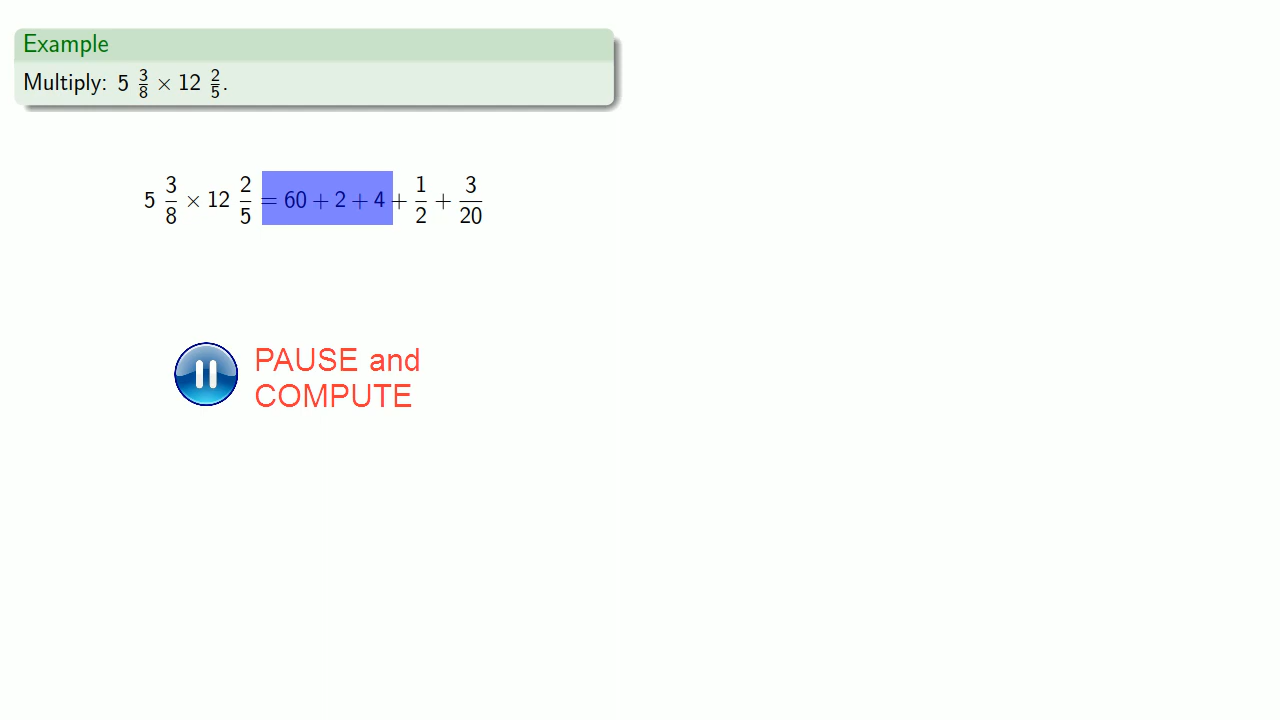 Example
Multiply: 5 3/8 × 12 2/5.
5 3/8 × 12 2/5 = 60 + 2 + 4 + 1/2 + 3/20
PAUSE and
COMPUTE